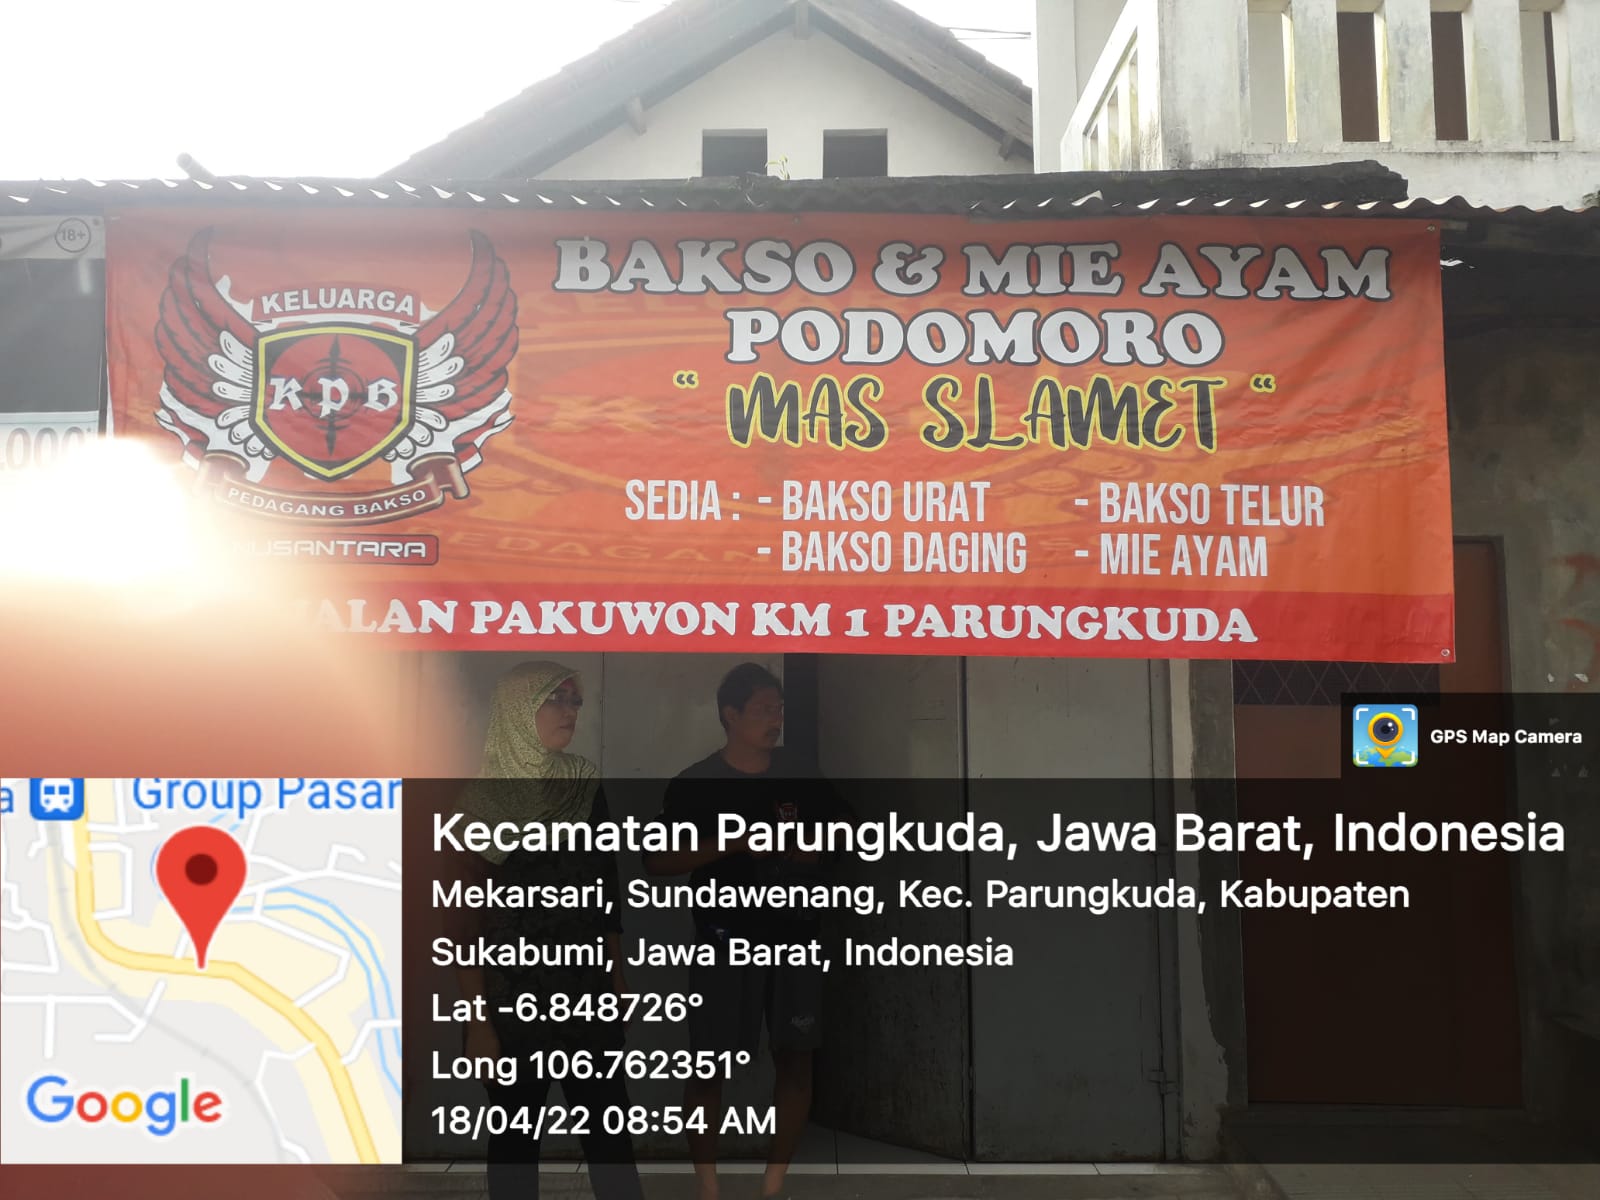 18+
KELUARGA
KPB
PEDAGANG BAKSO
NUSANTARA
BAKSO & MIE AYAM
PODOMORO
“ MAS SLAMET “
SEDIA : - BAKSO URAT - BAKSO TELUR
- BAKSO DAGING - MIE AYAM
JALAN PAKUWON KM 1 PARUNGKUDA
GPS Map Camera
Group Pasar
Google
Kecamatan Parungkuda, Jawa Barat, Indonesia
Mekarsari, Sundawenang, Kec. Parungkuda, Kabupaten
Sukabumi, Jawa Barat, Indonesia
Lat -6.848726°
Long 106.762351°
18/04/22 08:54 AM